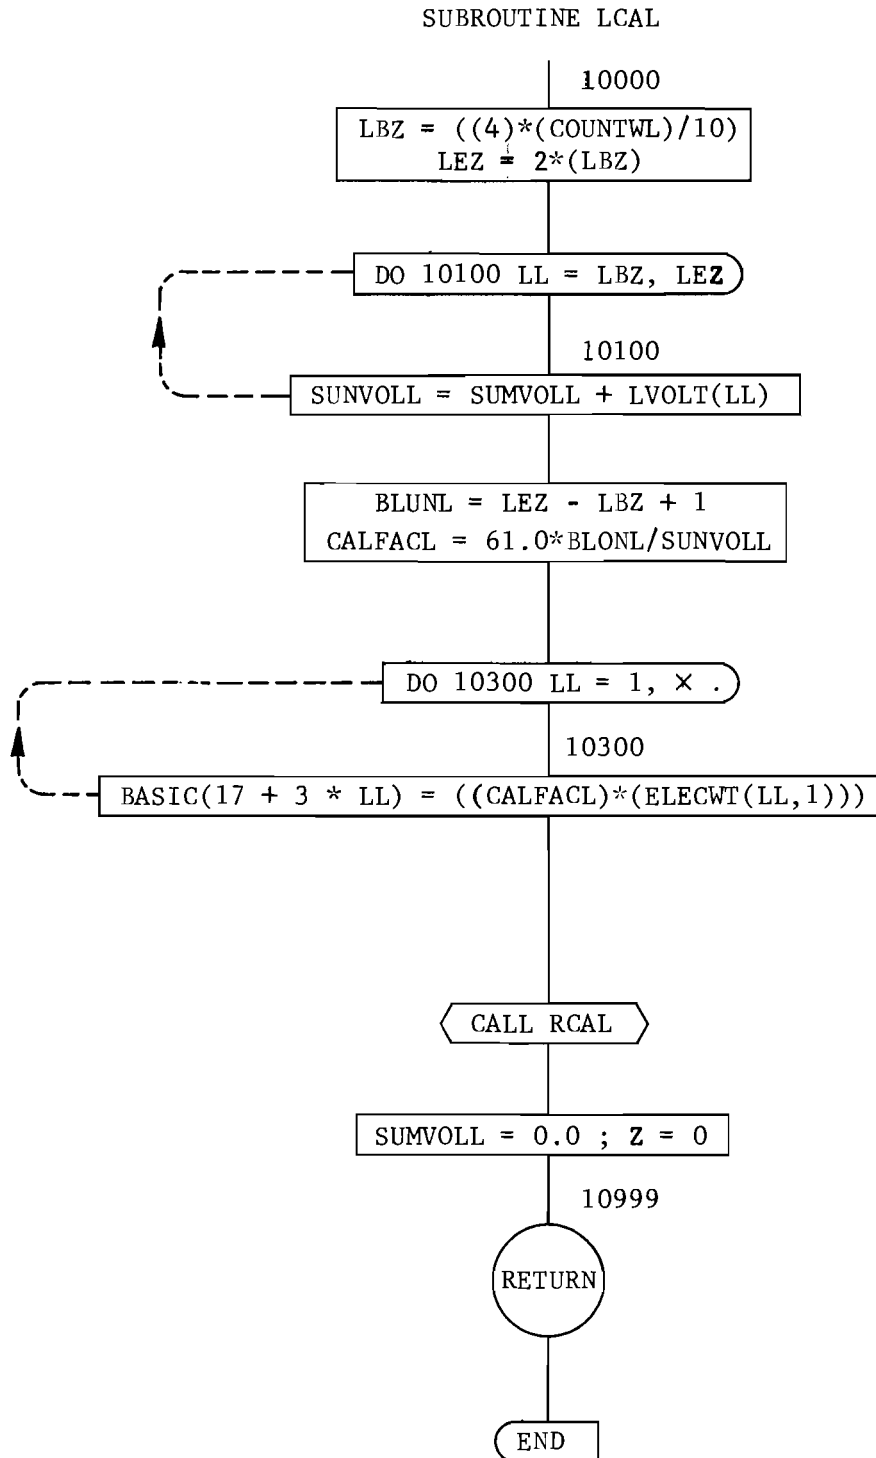 SUBROUTINE LCAL
10000
LBZ = ((4)*(COUNTWL)/10)
LEZ = 2*(LBZ)
DO 10100 LL = LBZ, LEZ
10100
SUNVOLL = SUMVOLL + LVOLT(LL)
BLUNL = LEZ - LBZ + 1
CALFACL = 61.0*BLONL/SUNVOLL
DO 10300 LL = 1, X .
10300
BASIC(17 + 3 * LL) = ((CALFACL)*(ELECWT(LL,1)))
CALL RCAL
SUMVOLL = 0.0 ; Z = 0
10999
RETURN
END